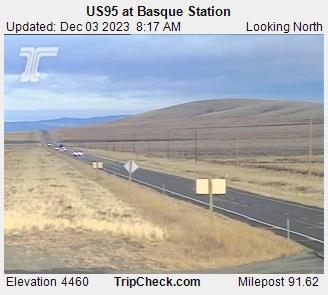 US95 at Basque Station
Updated: Dec 03 2023 8:17 AM Looking North
Elevation 4460 TripCheck.com Milepost 91.62